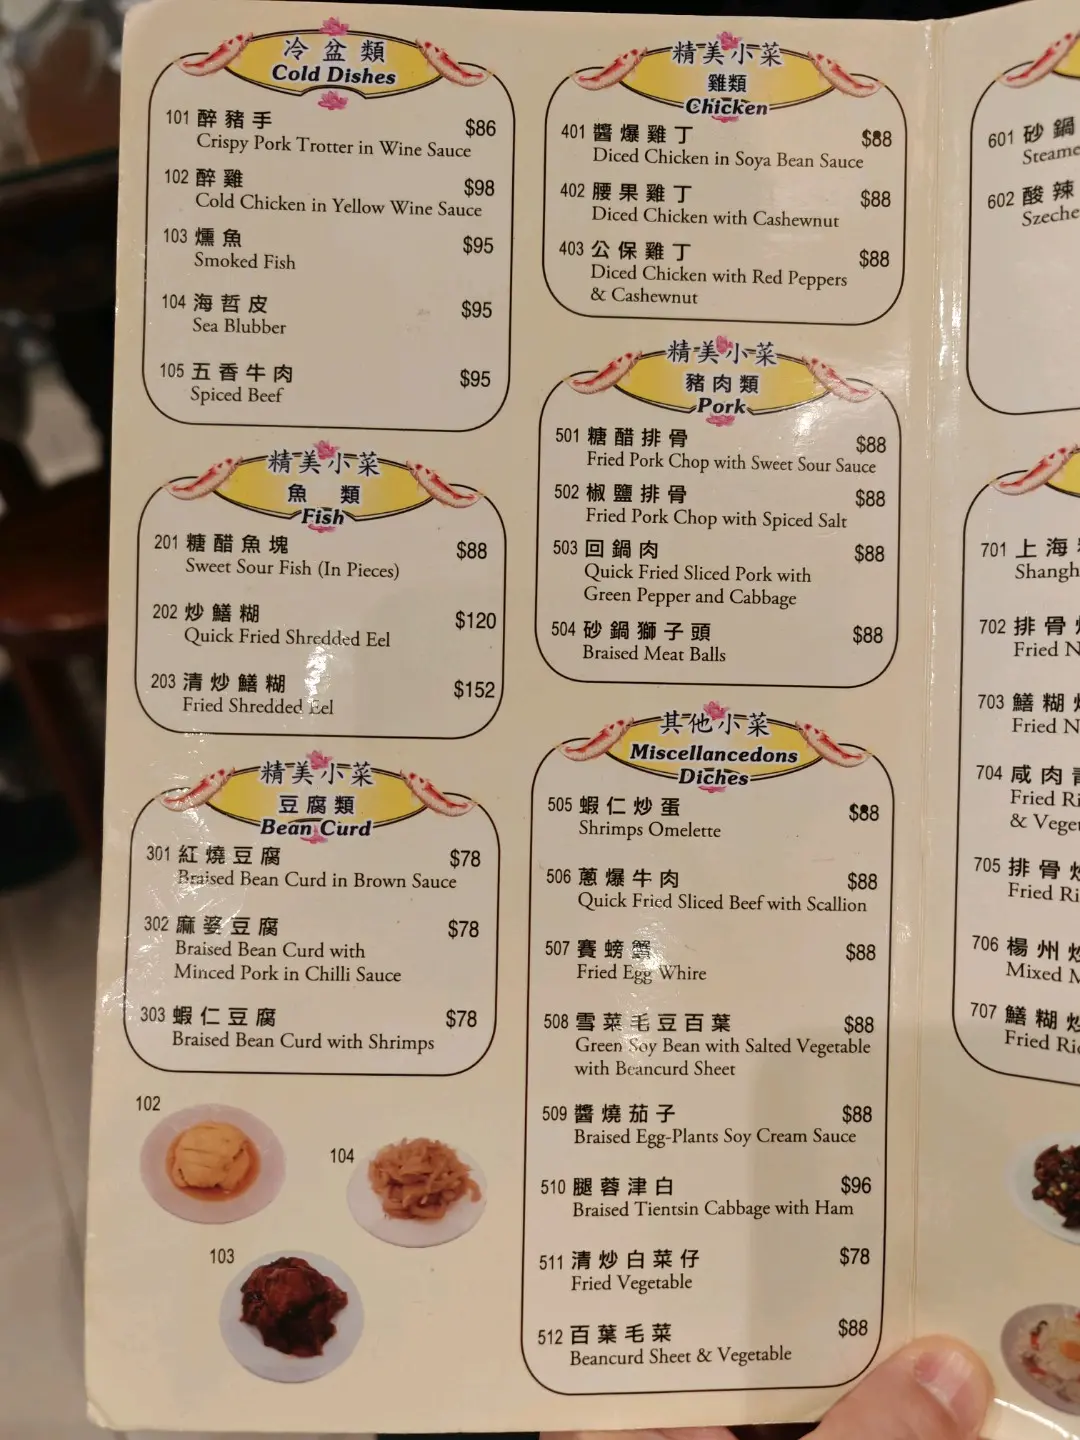 冷盆類
Cold Dishes
101 醉豬手 $86
Crispy Pork Trotter in Wine Sauce
102 醉雞 $98
Cold Chicken in Yellow Wine Sauce
103 燻魚 $95
Smoked Fish
104 海哲皮 $95
Sea Blubber
105 五香牛肉 $95
Spiced Beef
精美小菜
魚類
Fish
201 糖醋魚塊 $88
Sweet Sour Fish (In Pieces)
202 炒鱔糊 $120
Quick Fried Shredded Eel
203 清炒鱔糊 $152
Fried Shredded Eel
精美小菜
豆腐類
Bean Curd
301 紅燒豆腐 $78
Braised Bean Curd in Brown Sauce
302 麻婆豆腐 $78
Braised Bean Curd with
Minced Pork in Chilli Sauce
303 蝦仁豆腐 $78
Braised Bean Curd with Shrimps
102
104
103
精美小菜
雞類
Chicken
401 醬爆雞丁 $88
Diced Chicken in Soya Bean Sauce
402 腰果雞丁 $88
Diced Chicken with Cashewnut
403 公保雞丁 $88
Diced Chicken with Red Peppers
& Cashewnut
精美小菜
豬肉類
Pork
501 糖醋排骨 $88
Fried Pork Chop with Sweet Sour Sauce
502 椒鹽排骨 $88
Fried Pork Chop with Spiced Salt
503 回鍋肉 $88
Quick Fried Sliced Pork with
Green Pepper and Cabbage
504 砂鍋獅子頭 $88
Braised Meat Balls
其他小菜
Miscellancedons
Diches
505 蝦仁炒蛋 $88
Shrimps Omelette
506 蔥爆牛肉 $88
Quick Fried Sliced Beef with Scallion
507 賽螃蟹 $88
Fried Egg Whire
508 雪菜毛豆百葉 $88
Green Soy Bean with Salted Vegetable
with Beancurd Sheet
509 醬燒茄子 $88
Braised Egg-Plants Soy Cream Sauce
510 腿蓉津白 $96
Braised Tientsin Cabbage with Ham
511 清炒白菜仔 $78
Fried Vegetable
512 百葉毛菜 $88
Beancurd Sheet & Vegetable
601 砂鍋
Steame
602 酸辣
Szeche
701 上海
Shangh
702 排骨
Fried N
703 鱔糊
Fried N
704 咸肉
Fried Ri
& Veget
705 排骨炒
Fried Ri
706 楊州炒
Mixed M
707 鱔糊炒
Fried Ric